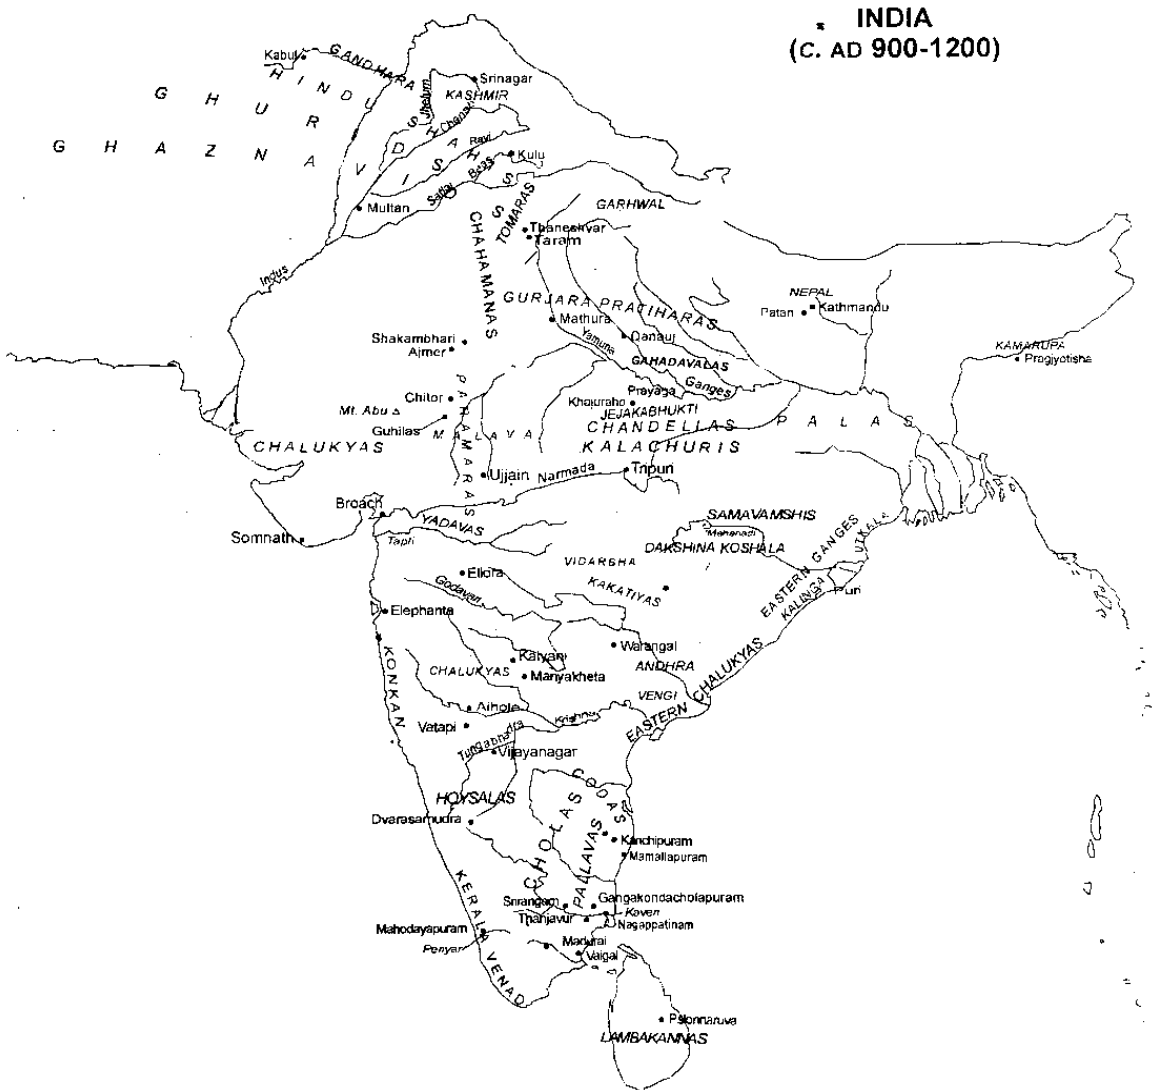 INDIA
(C. AD 900-1200)
Kabul
GANDHARA
HINDU SHAHIS
Srinagar
KASHMIR
Jhelum
GHUR
GHAZNAVIDS
Ravi
Kulu
Beas
Satlaj
Multan
TOMARAS
GARHWAL
Thaneshvar
Taram
CHAHAMANAS
Indus
GURJARA PRATIHARAS
NEPAL
Kathmandu
Patan
Mathura
Shakambhari
Ajmer
Yamuna
Qanauj
GAHADAVALAS
KAMARUPA
Pragjyotisha
Ganges
Prayaga
Chitor
Khajuraho
JEJAKABHUKTI
Mt. Abu
Guhilas
PARAMARAS
MALAVA
CHANDELLAS
PALAS
CHALUKYAS
KALACHURIS
Ujjain
Narmada
Tripuri
Broach
YADAVAS
SAMAVAMSHIS
Mahanadi
Somnath
Tapti
DAKSHINA KOSHALA
EASTERN GANGES
UTKALA
VIDARBHA
Ellora
KAKATIYAS
KALINGA
Puri
Godavari
Elephanta
Warangal
KONKAN
Kalyani
CHALUKYAS
ANDHRA
Manyakheta
VENGI
EASTERN CHALUKYAS
Aihole
Krishna
Vatapi
Tungabhadra
Vijayanagar
CODAS
HOYSALAS
CHOLAS
Dvarasamudra
PALLAVAS
Kanchipuram
Mamallapuram
KERALA
Srirangam
Gangakondacholapuram
Kaveri
Thanjavur
Nagappatinam
Mahodayapuram
Periyar
Madurai
Vaigai
VENAD
Polonnaruva
LAMBAKANNAS